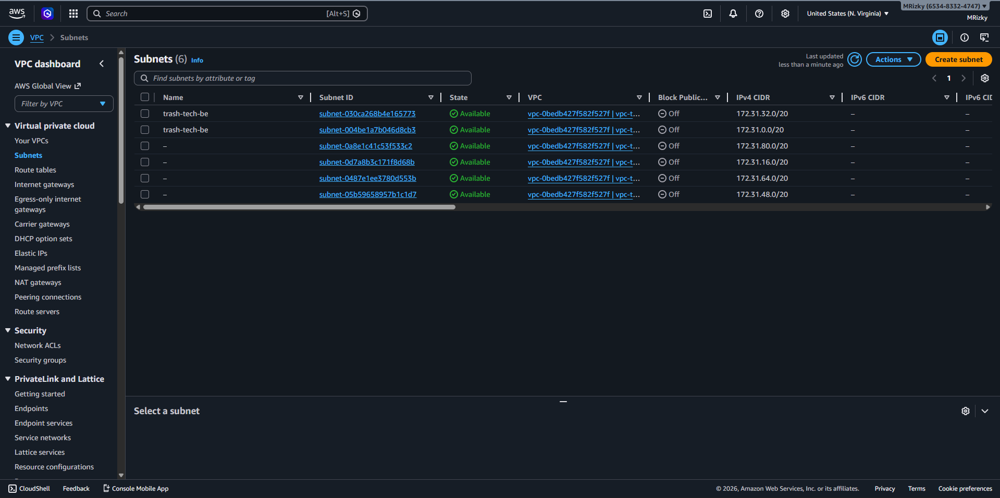 aws
Search [Alt+S]
United States (N. Virginia)
MRizky (6534-8332-4747)
MRizky
VPC
Subnets
VPC dashboard
AWS Global View
Filter by VPC
Virtual private cloud
Your VPCs
Subnets
Route tables
Internet gateways
Egress-only internet
gateways
Carrier gateways
DHCP option sets
Elastic IPs
Managed prefix lists
NAT gateways
Peering connections
Route servers
Security
Network ACLs
Security groups
PrivateLink and Lattice
Getting started
Endpoints
Endpoint services
Service networks
Lattice services
Resource configurations
Subnets (6) Info
Last updated
less than a minute ago
Actions
Create subnet
Find subnets by attribute or tag
1
Name Subnet ID State VPC Block Public... IPv4 CIDR IPv6 CIDR IPv6 CID
trash-tech-be subnet-030ca268b4e165773 Available vpc-0bedb427f582f527f | vpc-t... Off 172.31.32.0/20 – –
trash-tech-be subnet-004be1a7b046d8cb3 Available vpc-0bedb427f582f527f | vpc-t... Off 172.31.0.0/20 – –
– subnet-0a8e1c41c53f533c2 Available vpc-0bedb427f582f527f | vpc-t... Off 172.31.80.0/20 – –
– subnet-0d7a8b3c171f8d68b Available vpc-0bedb427f582f527f | vpc-t... Off 172.31.16.0/20 – –
– subnet-0487e1ee3780d553b Available vpc-0bedb427f582f527f | vpc-t... Off 172.31.64.0/20 – –
– subnet-05b59658957b1c1d7 Available vpc-0bedb427f582f527f | vpc-t... Off 172.31.48.0/20 – –
Select a subnet
CloudShell Feedback Console Mobile App
© 2026, Amazon Web Services, Inc. or its affiliates. Privacy Terms Cookie preferences